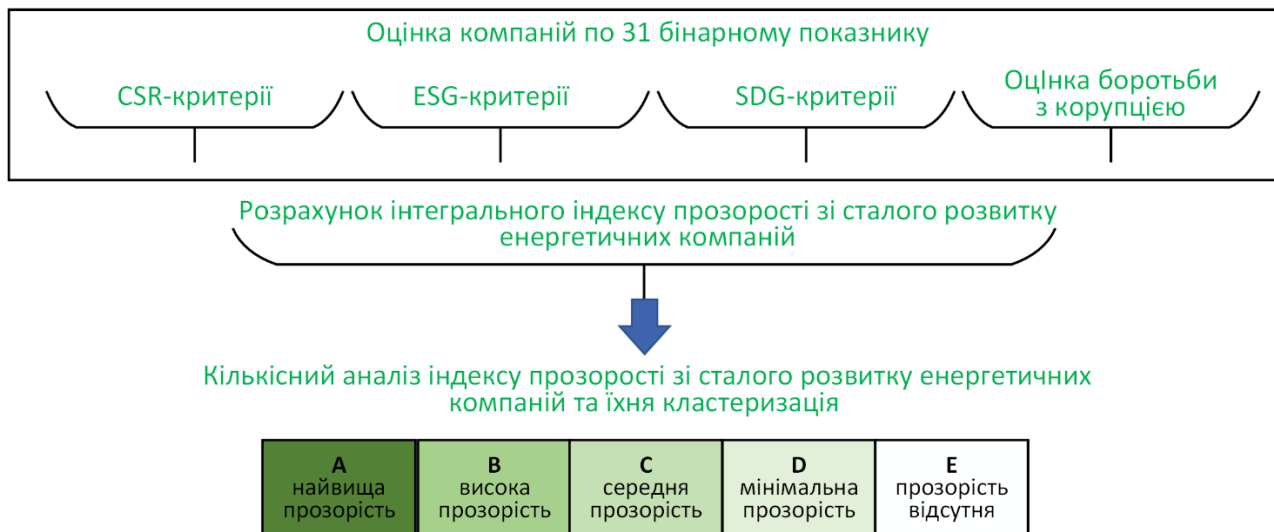 Оцінка компаній по 31 бінарному показнику
CSR-критерії
ESG-критерії
SDG-критерії
Оцінка боротьби
з корупцією
Розрахунок інтегрального індексу прозорості зі сталого розвитку
енергетичних компаній
Кількісний аналіз індексу прозорості зі сталого розвитку енергетичних
компаній та їхня кластеризація
A
найвища
прозорість
B
висока
прозорість
C
середня
прозорість
D
мінімальна
прозорість
E
прозорість
відсутня